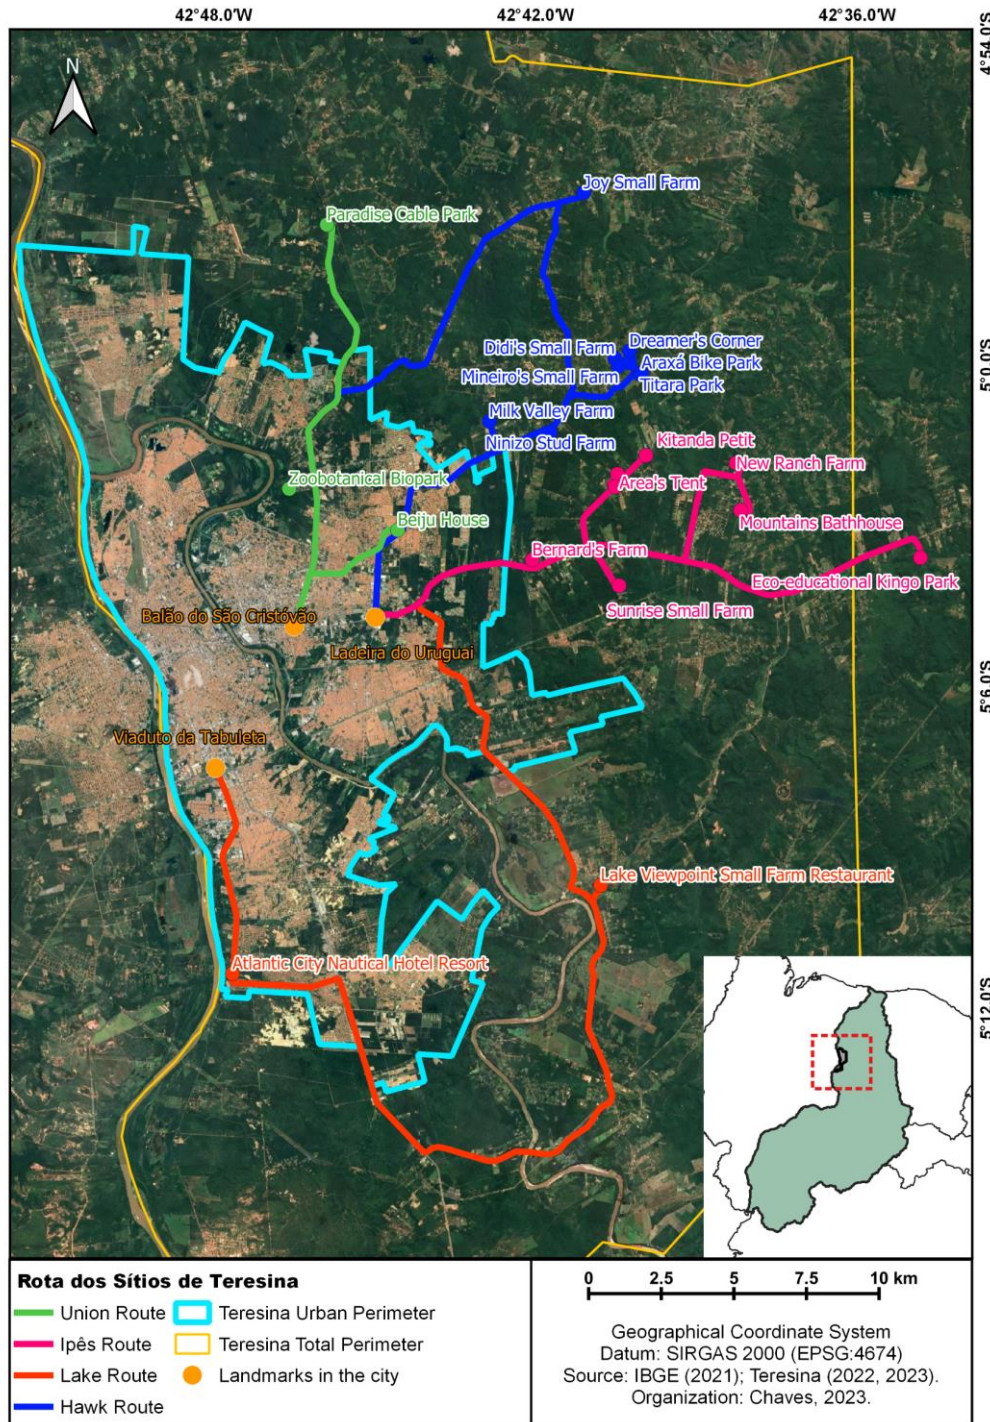 42°48.0'W
42°42.0'W
42°36.0'W
4°54.0'S
N
Joy Small Farm
Paradise Cable Park
Dreamer's Corner
Didi's Small Farm
Araxá Bike Park
5°0.0'S
Mineiro's Small Farm
Titara Park
Milk Valley Farm
Ninizo Stud Farm
Kitanda Petit
New Ranch Farm
Zoobotanical Biopark
Area's Tent
Beiju House
Mountains Bathhouse
Bernard's Farm
Eco-educational Kingo Park
Sunrise Small Farm
Balão do São Cristóvão
Ladeira do Uruguai
5°6.0'S
Viaduto da Tabuleta
Lake Viewpoint Small Farm Restaurant
Atlantic City Nautical Hotel Resort
5°12.0'S
Rota dos Sítios de Teresina
Union Route
Teresina Urban Perimeter
Ipês Route
Teresina Total Perimeter
Lake Route
Landmarks in the city
Hawk Route
0 2.5 5 7.5 10 km
Geographical Coordinate System
Datum: SIRGAS 2000 (EPSG:4674)
Source: IBGE (2021); Teresina (2022, 2023).
Organization: Chaves, 2023.